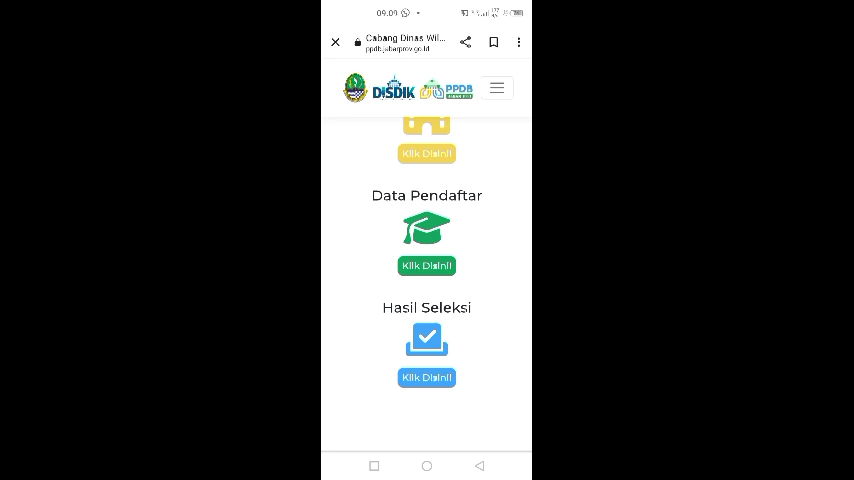 09.09
Cabang Dinas Wil...
ppdb.jabarprov.go.id
DISDIK
PPDB
Klik Disini!
Data Pendaftar
Klik Disini!
Hasil Seleksi
Klik Disini!